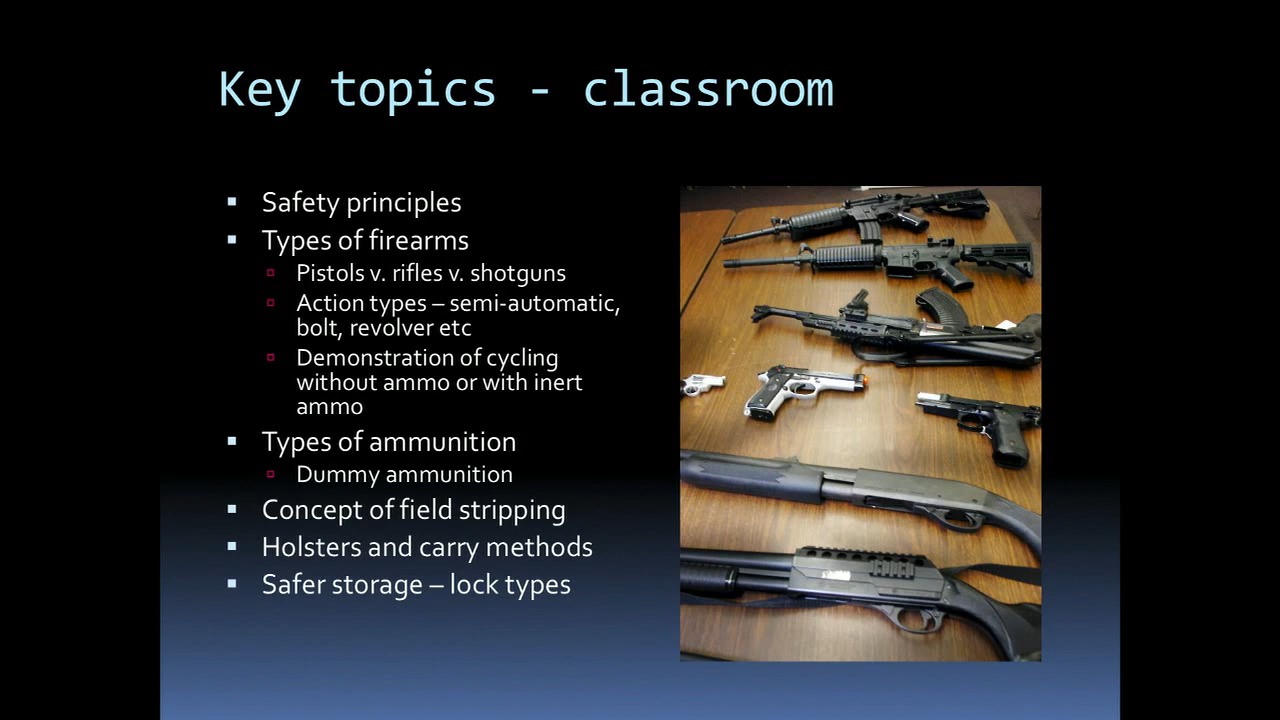 Key topics - classroom
Safety principles
Types of firearms
Pistols v. rifles v. shotguns
Action types – semi-automatic,
bolt, revolver etc
Demonstration of cycling
without ammo or with inert
ammo
Types of ammunition
Dummy ammunition
Concept of field stripping
Holsters and carry methods
Safer storage – lock types